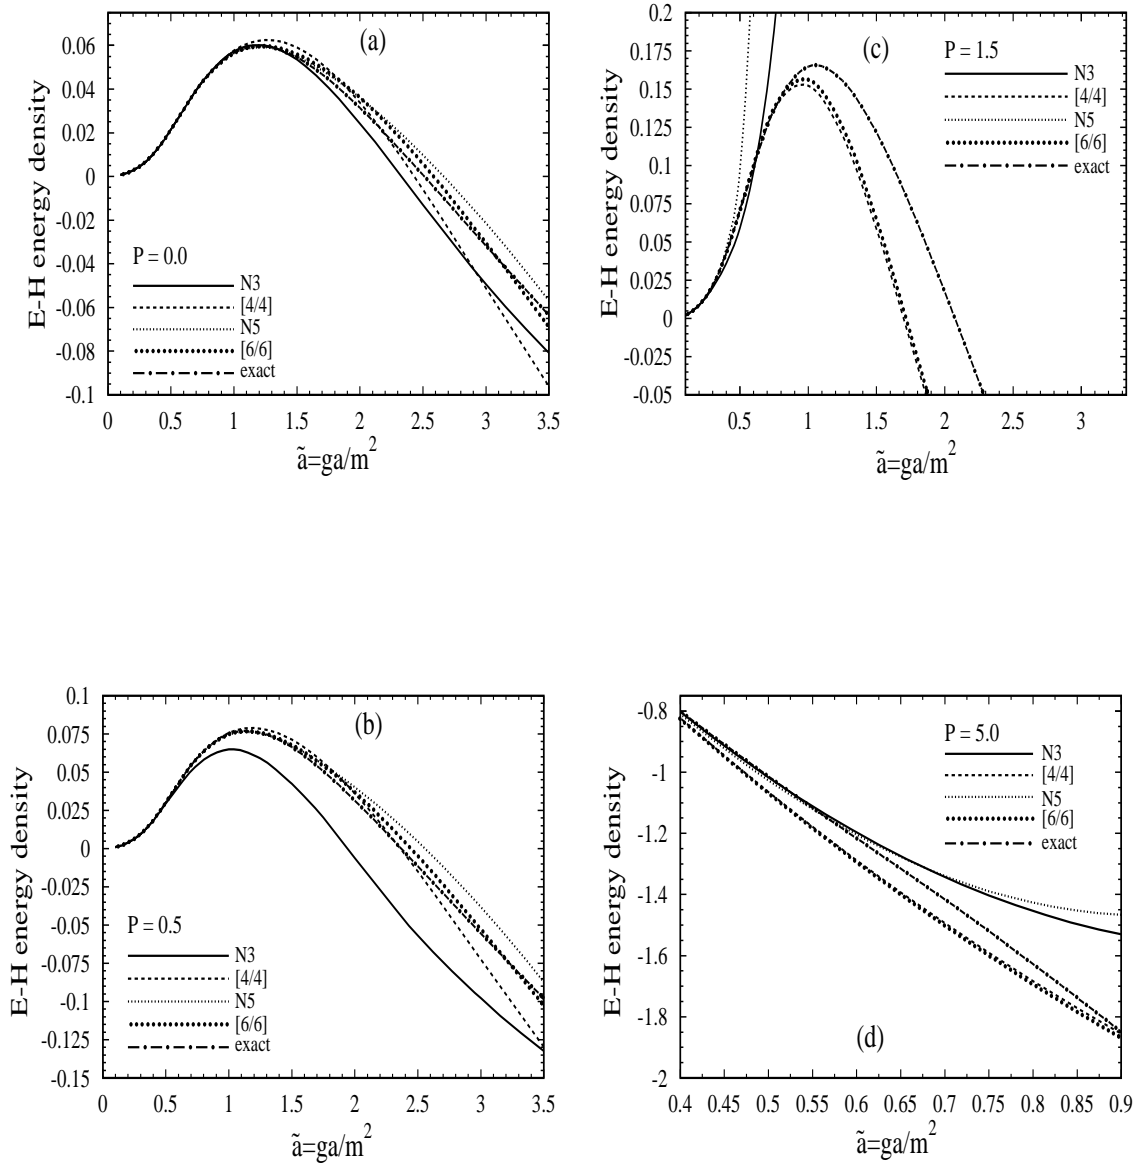 (a)
E-H energy density
0.06
0.04
0.02
0
-0.02
-0.04
-0.06
-0.08
-0.1
P = 0.0
N3
[4/4]
N5
[6/6]
exact
0 0.5 1 1.5 2 2.5 3 3.5
ã=ga/m²
(c)
E-H energy density
0.2
0.175
0.15
0.125
0.1
0.075
0.05
0.025
0
-0.025
-0.05
P = 1.5
N3
[4/4]
N5
[6/6]
exact
0.5 1 1.5 2 2.5 3
ã=ga/m²
(b)
E-H energy density
0.1
0.075
0.05
0.025
0
-0.025
-0.05
-0.075
-0.1
-0.125
-0.15
P = 0.5
N3
[4/4]
N5
[6/6]
exact
0 0.5 1 1.5 2 2.5 3 3.5
ã=ga/m²
E-H energy density
-0.8
-1
-1.2
-1.4
-1.6
-1.8
-2
P = 5.0
N3
[4/4]
N5
[6/6]
exact
(d)
0.4 0.45 0.5 0.55 0.6 0.65 0.7 0.75 0.8 0.85 0.9
ã=ga/m²